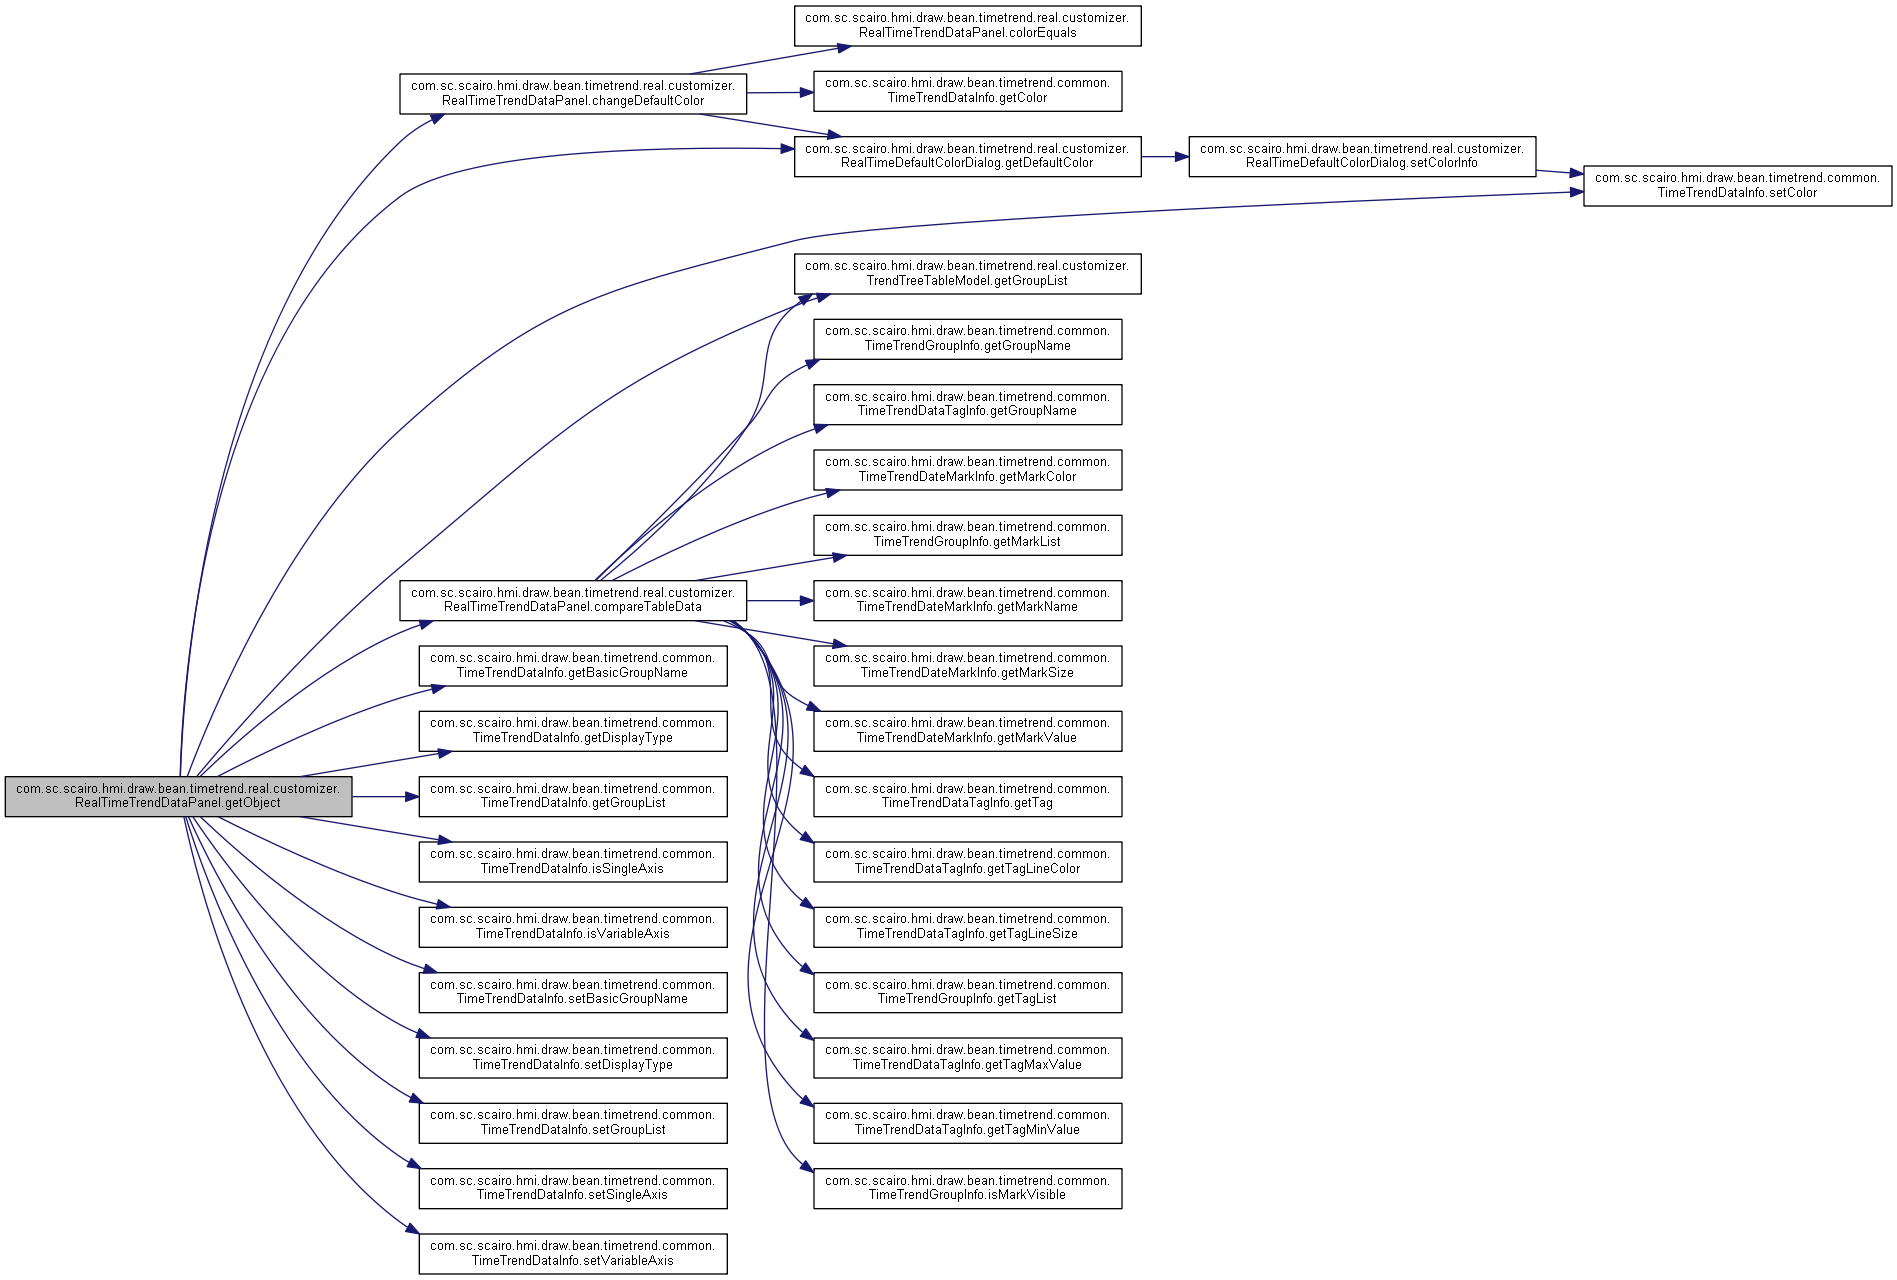 com.sc.scairo.hmi.draw.bean.timetrend.real.customizer.
RealTimeTrendDataPanel.getObject
com.sc.scairo.hmi.draw.bean.timetrend.real.customizer.
RealTimeTrendDataPanel.changeDefaultColor
com.sc.scairo.hmi.draw.bean.timetrend.real.customizer.
RealTimeTrendDataPanel.compareTableData
com.sc.scairo.hmi.draw.bean.timetrend.common.
TimeTrendDataInfo.getBasicGroupName
com.sc.scairo.hmi.draw.bean.timetrend.common.
TimeTrendDataInfo.getDisplayType
com.sc.scairo.hmi.draw.bean.timetrend.common.
TimeTrendDataInfo.getGroupList
com.sc.scairo.hmi.draw.bean.timetrend.common.
TimeTrendDataInfo.isSingleAxis
com.sc.scairo.hmi.draw.bean.timetrend.common.
TimeTrendDataInfo.isVariableAxis
com.sc.scairo.hmi.draw.bean.timetrend.common.
TimeTrendDataInfo.setBasicGroupName
com.sc.scairo.hmi.draw.bean.timetrend.common.
TimeTrendDataInfo.setDisplayType
com.sc.scairo.hmi.draw.bean.timetrend.common.
TimeTrendDataInfo.setGroupList
com.sc.scairo.hmi.draw.bean.timetrend.common.
TimeTrendDataInfo.setSingleAxis
com.sc.scairo.hmi.draw.bean.timetrend.common.
TimeTrendDataInfo.setVariableAxis
com.sc.scairo.hmi.draw.bean.timetrend.real.customizer.
RealTimeTrendDataPanel.colorEquals
com.sc.scairo.hmi.draw.bean.timetrend.common.
TimeTrendDataInfo.getColor
com.sc.scairo.hmi.draw.bean.timetrend.real.customizer.
RealTimeDefaultColorDialog.getDefaultColor
com.sc.scairo.hmi.draw.bean.timetrend.real.customizer.
TrendTreeTableModel.getGroupList
com.sc.scairo.hmi.draw.bean.timetrend.common.
TimeTrendGroupInfo.getGroupName
com.sc.scairo.hmi.draw.bean.timetrend.common.
TimeTrendDataTagInfo.getGroupName
com.sc.scairo.hmi.draw.bean.timetrend.common.
TimeTrendDateMarkInfo.getMarkColor
com.sc.scairo.hmi.draw.bean.timetrend.common.
TimeTrendGroupInfo.getMarkList
com.sc.scairo.hmi.draw.bean.timetrend.common.
TimeTrendDateMarkInfo.getMarkName
com.sc.scairo.hmi.draw.bean.timetrend.common.
TimeTrendDateMarkInfo.getMarkSize
com.sc.scairo.hmi.draw.bean.timetrend.common.
TimeTrendDateMarkInfo.getMarkValue
com.sc.scairo.hmi.draw.bean.timetrend.common.
TimeTrendDataTagInfo.getTag
com.sc.scairo.hmi.draw.bean.timetrend.common.
TimeTrendDataTagInfo.getTagLineColor
com.sc.scairo.hmi.draw.bean.timetrend.common.
TimeTrendDataTagInfo.getTagLineSize
com.sc.scairo.hmi.draw.bean.timetrend.common.
TimeTrendGroupInfo.getTagList
com.sc.scairo.hmi.draw.bean.timetrend.common.
TimeTrendDataTagInfo.getTagMaxValue
com.sc.scairo.hmi.draw.bean.timetrend.common.
TimeTrendDataTagInfo.getTagMinValue
com.sc.scairo.hmi.draw.bean.timetrend.common.
TimeTrendGroupInfo.isMarkVisible
com.sc.scairo.hmi.draw.bean.timetrend.real.customizer.
RealTimeDefaultColorDialog.setColorInfo
com.sc.scairo.hmi.draw.bean.timetrend.common.
TimeTrendDataInfo.setColor